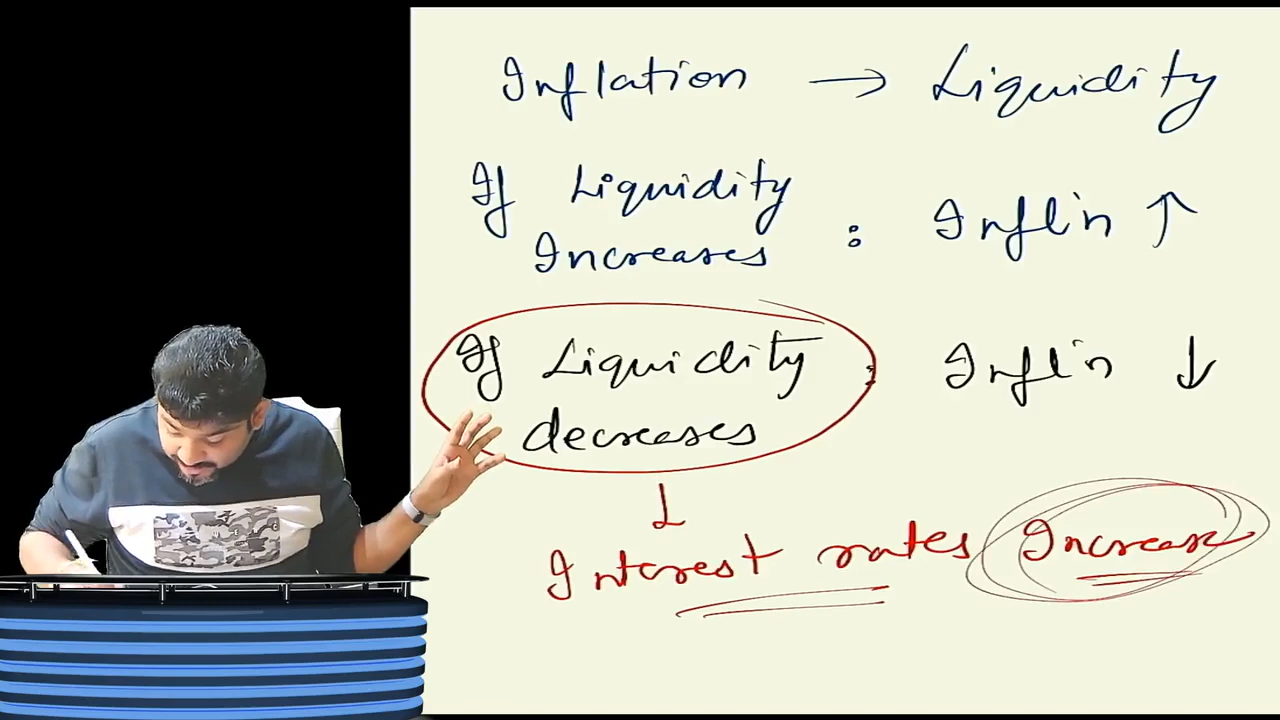 Inflation → Liquidity
If Liquidity
Increases : Infl'n ↑
If Liquidity : Infl'n ↓
decreases
↓
Interest rates Increase